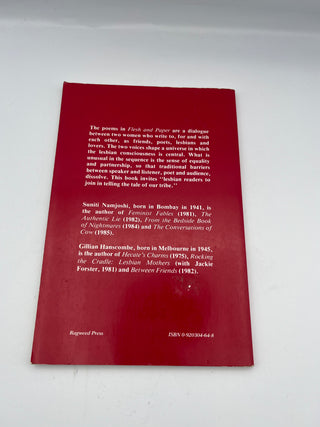 The poems in Flesh and Paper are a dialogue
between two women who write to, for and with
each other, as friends, poets, lesbians and
lovers. The two voices shape a universe in which
the lesbian consciousness is central. What is
unusual in the sequence is the sense of equality
and partnership, so that traditional barriers
between speaker and listener, poet and audience,
dissolve. This book invites "lesbian readers to
join in telling the tale of our tribe."
Suniti Namjoshi, born in Bombay in 1941, is
the author of Feminist Fables (1981), The
Authentic Lie (1982), From the Bedside Book
of Nightmares (1984) and The Conversations of
Cow (1985).
Gillian Hanscombe, born in Melbourne in 1945,
is the author of Hecate's Charms (1975), Rocking
the Cradle: Lesbian Mothers (with Jackie
Forster, 1981) and Between Friends (1982).
Ragweed Press
ISBN 0-920304-64-8